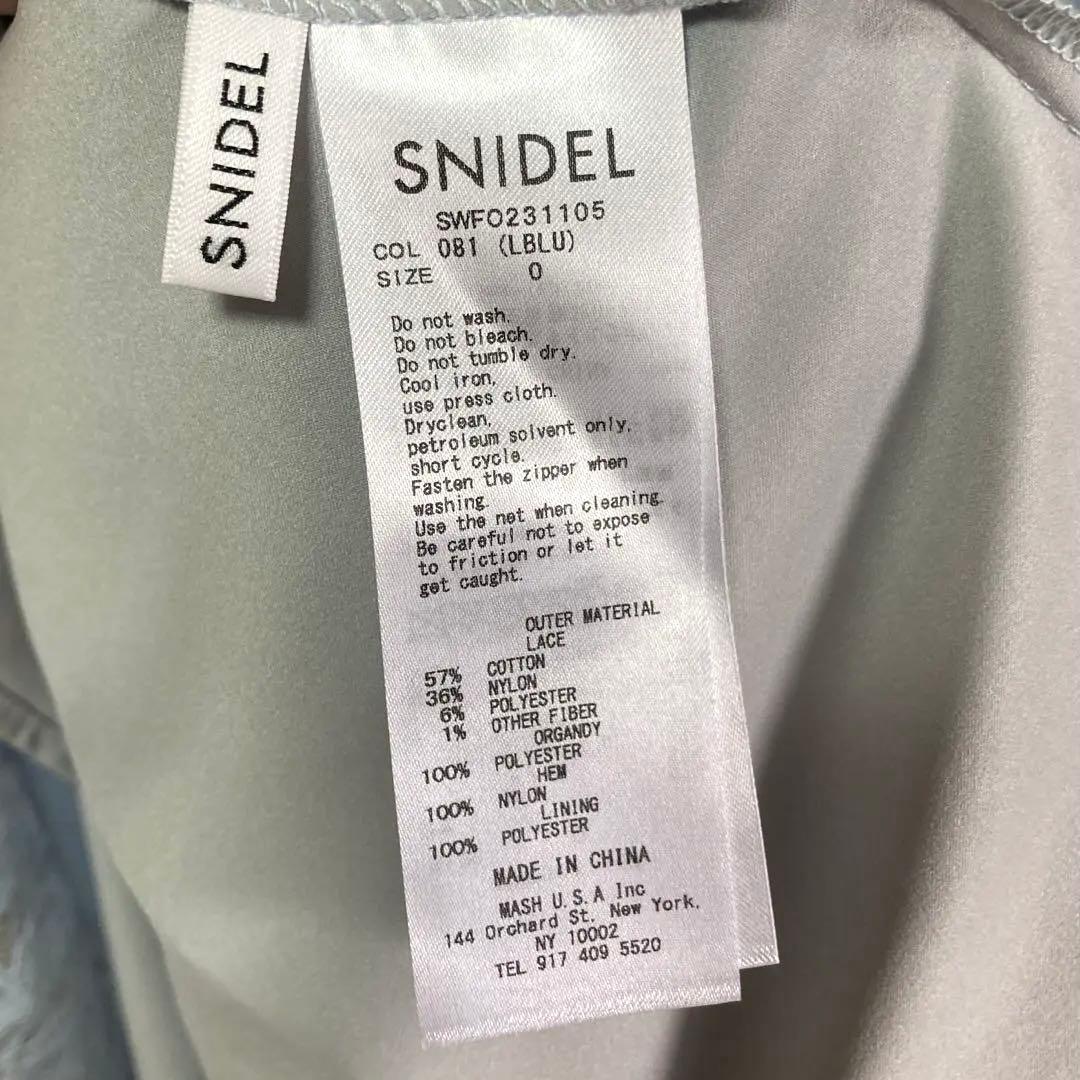 SNIDEL
SNIDEL
SWFO231105
COL 081 (LBLU)
SIZE 0
Do not wash.
Do not bleach.
Do not tumble dry.
Cool iron,
use press cloth.
Dryclean,
petroleum solvent only,
short cycle.
Fasten the zipper when
washing.
Use the net when cleaning.
Be careful not to expose
to friction or let it
get caught.
OUTER MATERIAL
LACE
57% COTTON
36% NYLON
6% POLYESTER
1% OTHER FIBER
ORGANDY
100% POLYESTER
HEM
100% NYLON
LINING
100% POLYESTER
MADE IN CHINA
MASH U.S.A Inc
144 Orchard St. New York,
NY 10002
TEL 917 409 5520